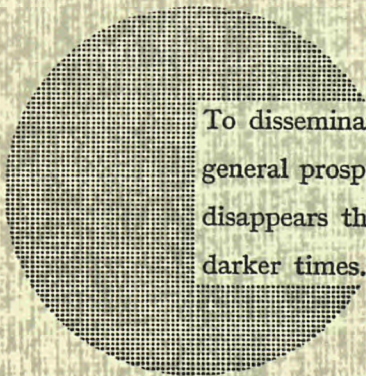 To dissemina
general prosp
disappears th
darker times.